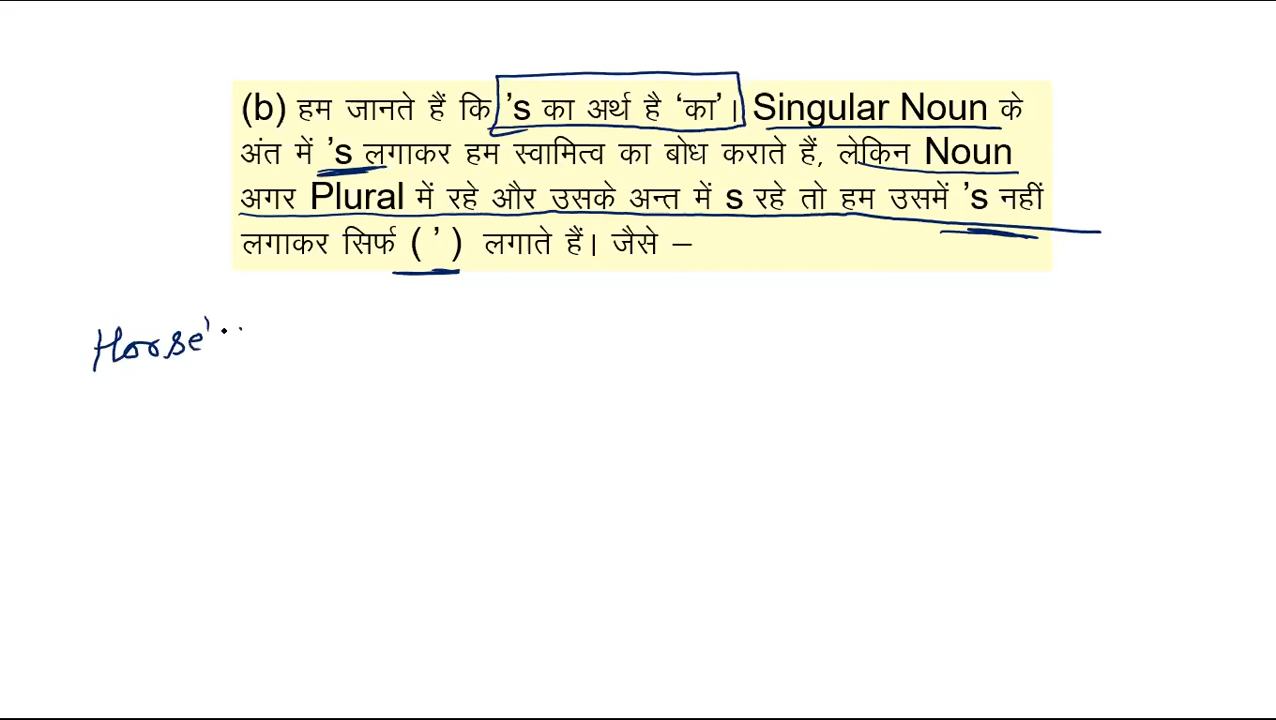 (b) हम जानते हैं कि ’s का अर्थ है ‘का’। Singular Noun के
अंत में ’s लगाकर हम स्वामित्व का बोध कराते हैं, लेकिन Noun
अगर Plural में रहे और उसके अन्त में s रहे तो हम उसमें ’s नहीं
लगाकर सिर्फ ( ’ ) लगाते हैं। जैसे –
Horse'